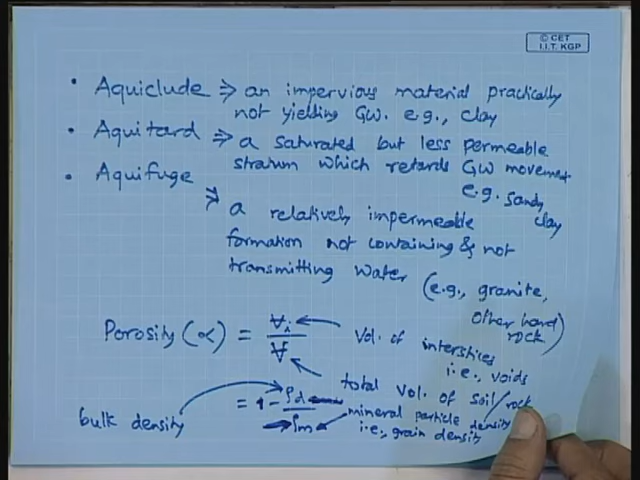 © CET
I.I.T. KGP
• Aquiclude ⇒ an impervious material practically
not yielding GW. e.g., clay
• Aquitard ⇒ a saturated but less permeable
stratum which retards GW movement
e.g. sandy clay
• Aquifuge
⇒ a relatively impermeable
formation not containing & not
transmitting water (e.g., granite,
other hard rock)
Porosity (α) = V̶i / V̶
Vol. of interstices
i.e., voids
total Vol. of soil/rock
= 1 - ρd / ρm
bulk density
mineral particle density
i.e., grain density